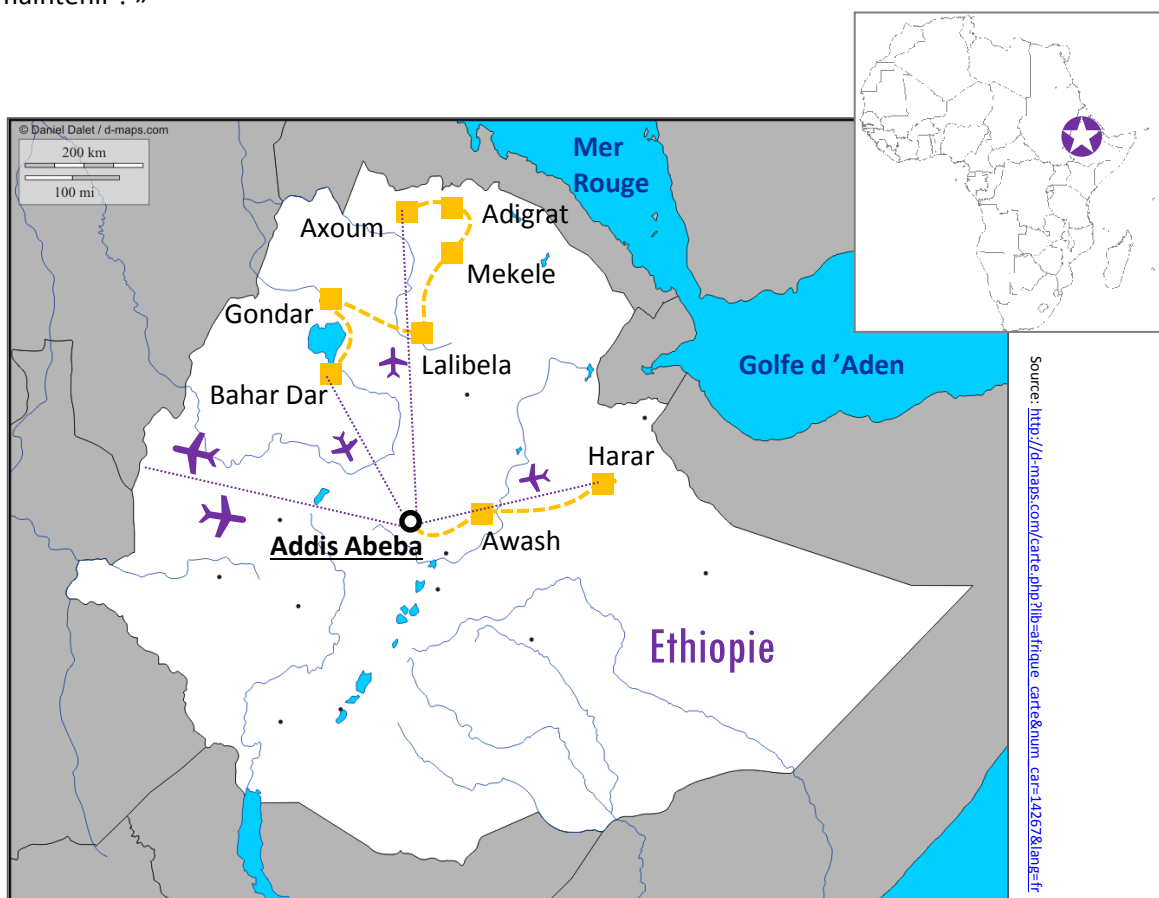 © Daniel Dalet / d-maps.com
200 km
100 mi
Mer
Rouge
Axoum
Adigrat
Mekele
Gondar
Lalibela
Golfe d ’Aden
Bahar Dar
Harar
Addis Abeba
Awash
Ethiopie
Source: http://d-maps.com/carte.php?lib=afrique_carte&num_car=14267&lang=fr